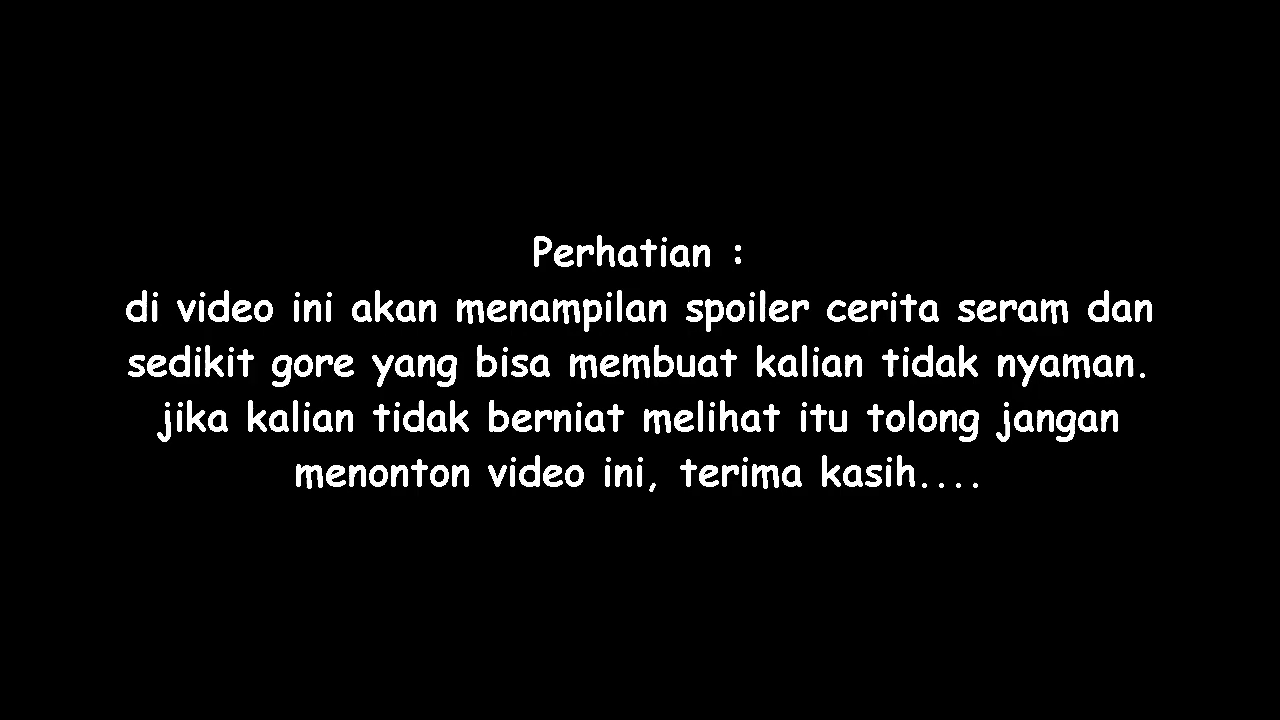 Perhatian :
di video ini akan menampilan spoiler cerita seram dan
sedikit gore yang bisa membuat kalian tidak nyaman.
jika kalian tidak berniat melihat itu tolong jangan
menonton video ini, terima kasih....